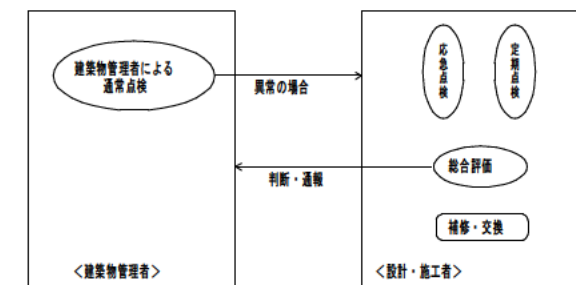 建築物管理者による
通常点検
異常の場合
応急点検
定期点検
判断・通報
総合評価
補修・交換
＜建築物管理者＞
＜設計・施工者＞